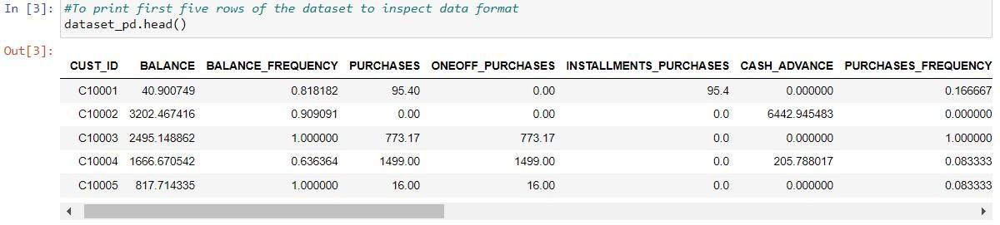 In [3]: #To print first five rows of the dataset to inspect data format
dataset_pd.head()
Out[3]:
CUST_ID BALANCE BALANCE_FREQUENCY PURCHASES ONEOFF_PURCHASES INSTALLMENTS_PURCHASES CASH_ADVANCE PURCHASES_FREQUENCY
C10001 40.900749 0.818182 95.40 0.00 95.4 0.000000 0.166667
C10002 3202.467416 0.909091 0.00 0.00 0.0 6442.945483 0.000000
C10003 2495.148862 1.000000 773.17 773.17 0.0 0.000000 1.000000
C10004 1666.670542 0.636364 1499.00 1499.00 0.0 205.788017 0.083333
C10005 817.714335 1.000000 16.00 16.00 0.0 0.000000 0.083333